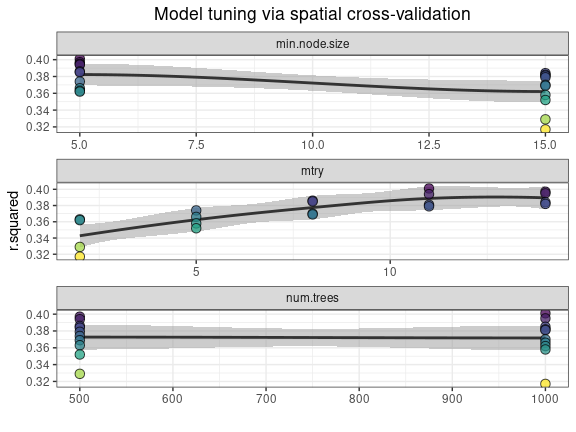 Model tuning via spatial cross-validation
r.squared
min.node.size
0.40
0.38
0.36
0.34
0.32
5.0 7.5 10.0 12.5 15.0
mtry
0.40
0.38
0.36
0.34
0.32
5 10
num.trees
0.40
0.38
0.36
0.34
0.32
500 600 700 800 900 1000